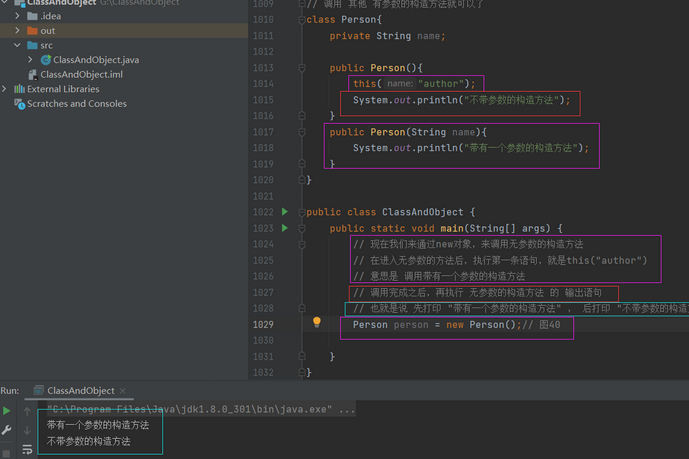 ClassAndObject G:\ClassAndObject
.idea
out
src
ClassAndObject.java
ClassAndObject.iml
External Libraries
Scratches and Consoles
1009 // 调用 其他 有参数的构造方法就可以了
1010 class Person{
1011 private String name;
1012
1013 public Person(){
1014 this( name: "author");
1015 System.out.println("不带参数的构造方法");
1016 }
1017 public Person(String name){
1018 System.out.println("带有一个参数的构造方法");
1019 }
1020 }
1021
1022 public class ClassAndObject {
1023 public static void main(String[] args) {
1024 // 现在我们来通过new对象，来调用无参数的构造方法
1025 // 在进入无参数的方法后，执行第一条语句，就是this("author")
1026 // 意思是 调用带有一个参数的构造方法
1027 // 调用完成之后，再执行 无参数的构造方法 的 输出语句
1028 // 也就是说 先打印 "带有一个参数的构造方法" ， 后打印 "不带参数的构造方
1029 Person person = new Person();// 图40
1030
1031 }
1032 }
Run: ClassAndObject
"C:\Program Files\Java\jdk1.8.0_301\bin\java.exe" ...
带有一个参数的构造方法
不带参数的构造方法